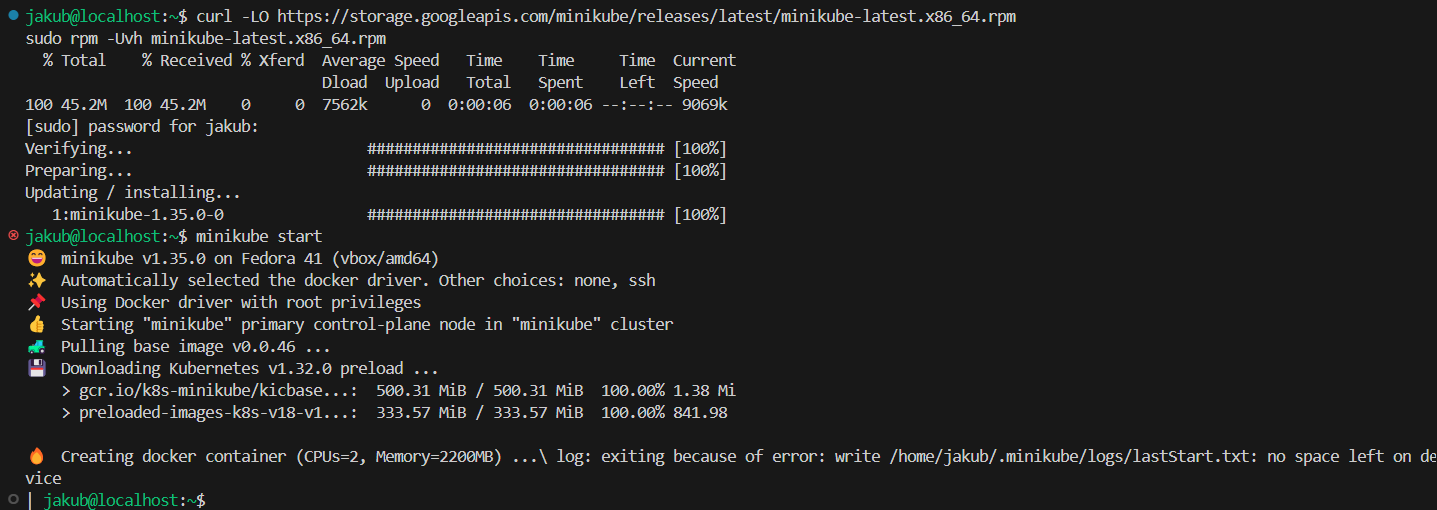 jakub@localhost:~$ curl -LO https://storage.googleapis.com/minikube/releases/latest/minikube-latest.x86_64.rpm
sudo rpm -Uvh minikube-latest.x86_64.rpm
  % Total    % Received % Xferd  Average Speed   Time    Time     Time  Current
                                 Dload  Upload   Total   Spent    Left  Speed
100 45.2M  100 45.2M    0     0  7562k      0  0:00:06  0:00:06 --:--:-- 9069k
[sudo] password for jakub:
Verifying...                          ################################# [100%]
Preparing...                          ################################# [100%]
Updating / installing...
   1:minikube-1.35.0-0                ################################# [100%]
jakub@localhost:~$ minikube start
😄  minikube v1.35.0 on Fedora 41 (vbox/amd64)
✨  Automatically selected the docker driver. Other choices: none, ssh
📌  Using Docker driver with root privileges
👍  Starting "minikube" primary control-plane node in "minikube" cluster
🚜  Pulling base image v0.0.46 ...
💾  Downloading Kubernetes v1.32.0 preload ...
    > gcr.io/k8s-minikube/kicbase...:  500.31 MiB / 500.31 MiB  100.00% 1.38 Mi
    > preloaded-images-k8s-v18-v1...:  333.57 MiB / 333.57 MiB  100.00% 841.98
🔥  Creating docker container (CPUs=2, Memory=2200MB) ...\ log: exiting because of error: write /home/jakub/.minikube/logs/lastStart.txt: no space left on de
vice
| jakub@localhost:~$